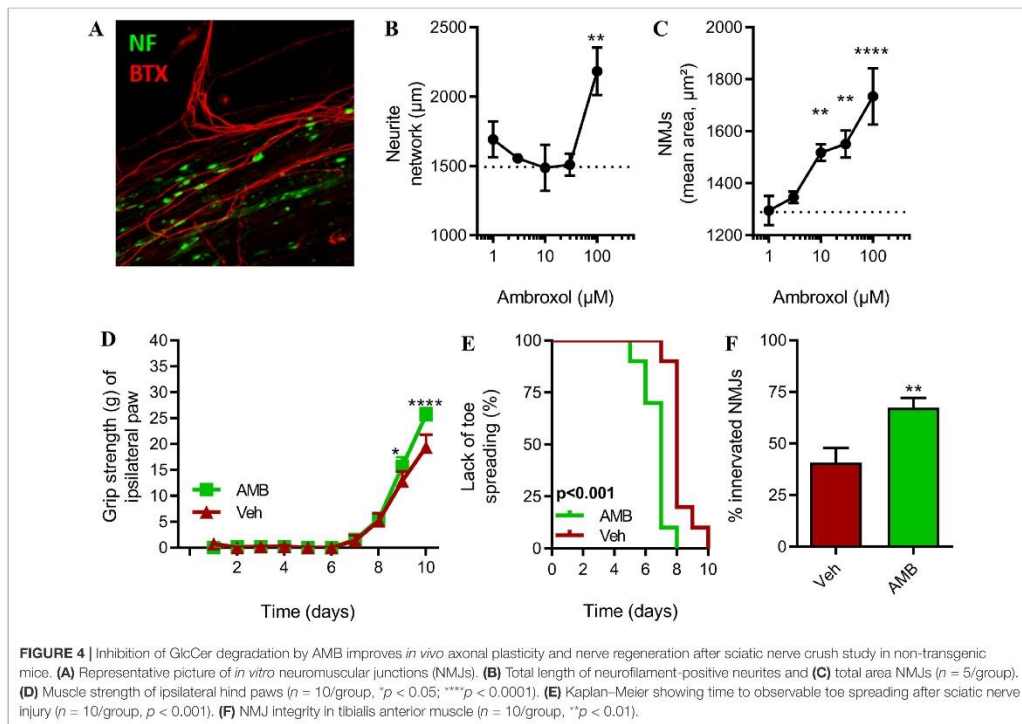 A
NF
BTX
B
Neurite
network (µm)
2500
2000
1500
1000
**
1
10
100
Ambroxol (µM)
C
NMJs
(mean area, µm²)
2000
1800
1600
1400
1200
**
**
****
1
10
100
Ambroxol (µM)
D
Grip strength (g) of
ipsilateral paw
40
35
30
25
20
15
10
5
0
*
****
AMB
Veh
2
4
6
8
10
Time (days)
E
Lack of toe
spreading (%)
100
75
50
25
p<0.001
AMB
Veh
0
2
4
6
8
10
Time (days)
F
% innervated NMJs
100
75
50
25
0
**
Veh
AMB
FIGURE 4 | Inhibition of GlcCer degradation by AMB improves in vivo axonal plasticity and nerve regeneration after sciatic nerve crush study in non-transgenic
mice. (A) Representative picture of in vitro neuromuscular junctions (NMJs). (B) Total length of neurofilament-positive neurites and (C) total area NMJs (n = 5/group).
(D) Muscle strength of ipsilateral hind paws (n = 10/group, *p < 0.05; ****p < 0.0001). (E) Kaplan–Meier showing time to observable toe spreading after sciatic nerve
injury (n = 10/group, p < 0.001). (F) NMJ integrity in tibialis anterior muscle (n = 10/group, **p < 0.01).